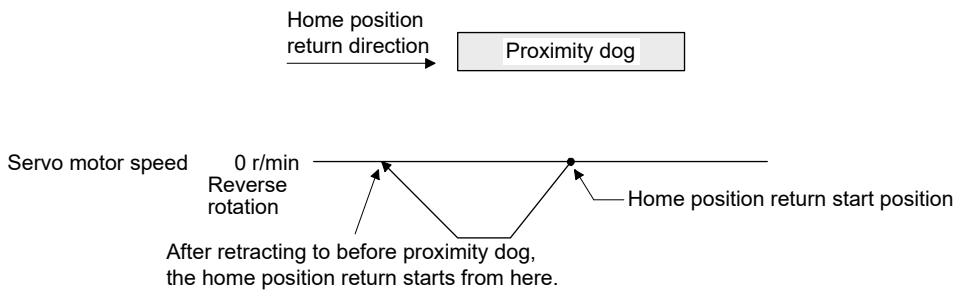 Home position
return direction
Proximity dog
Servo motor speed
0 r/min
Reverse
rotation
Home position return start position
After retracting to before proximity dog,
the home position return starts from here.